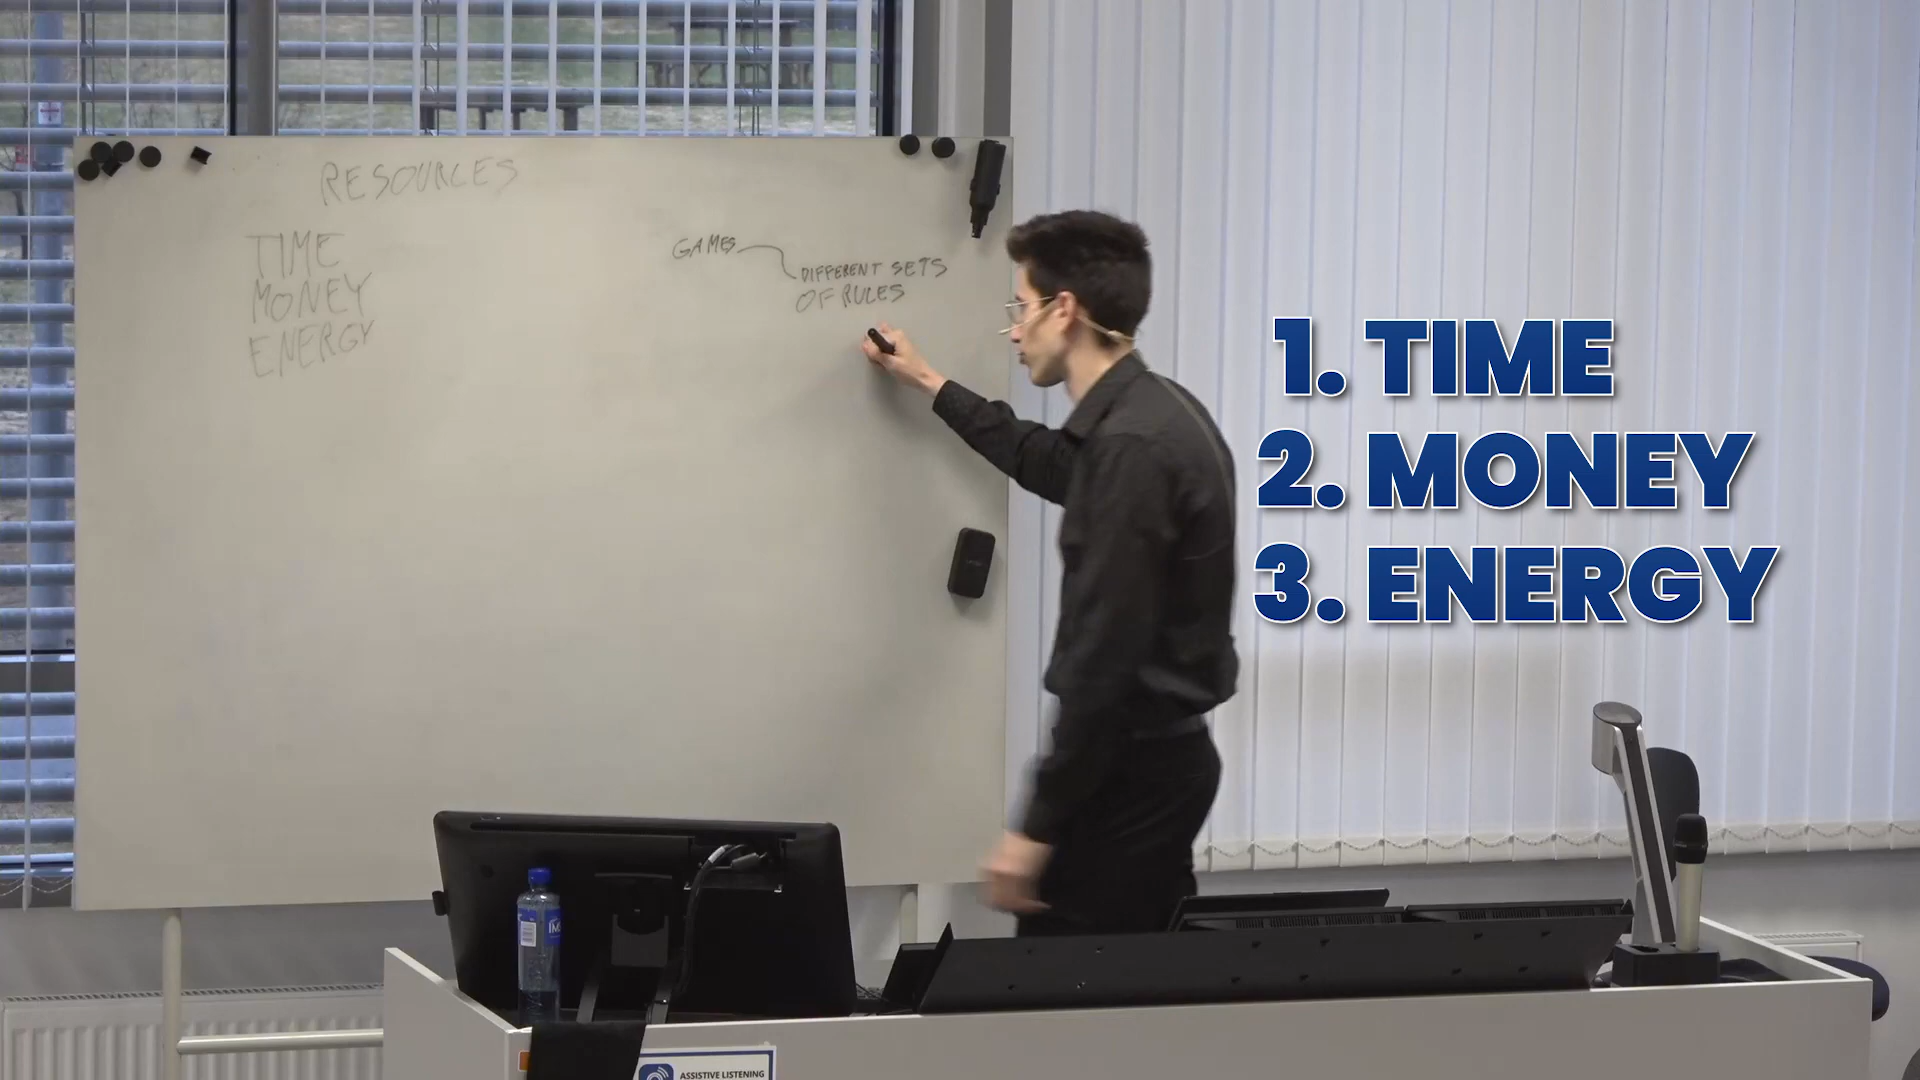 RESOURCES
TIME
MONEY
ENERGY
GAMES
DIFFERENT SETS
OF RULES
1. TIME
2. MONEY
3. ENERGY
ASSISTIVE LISTENING